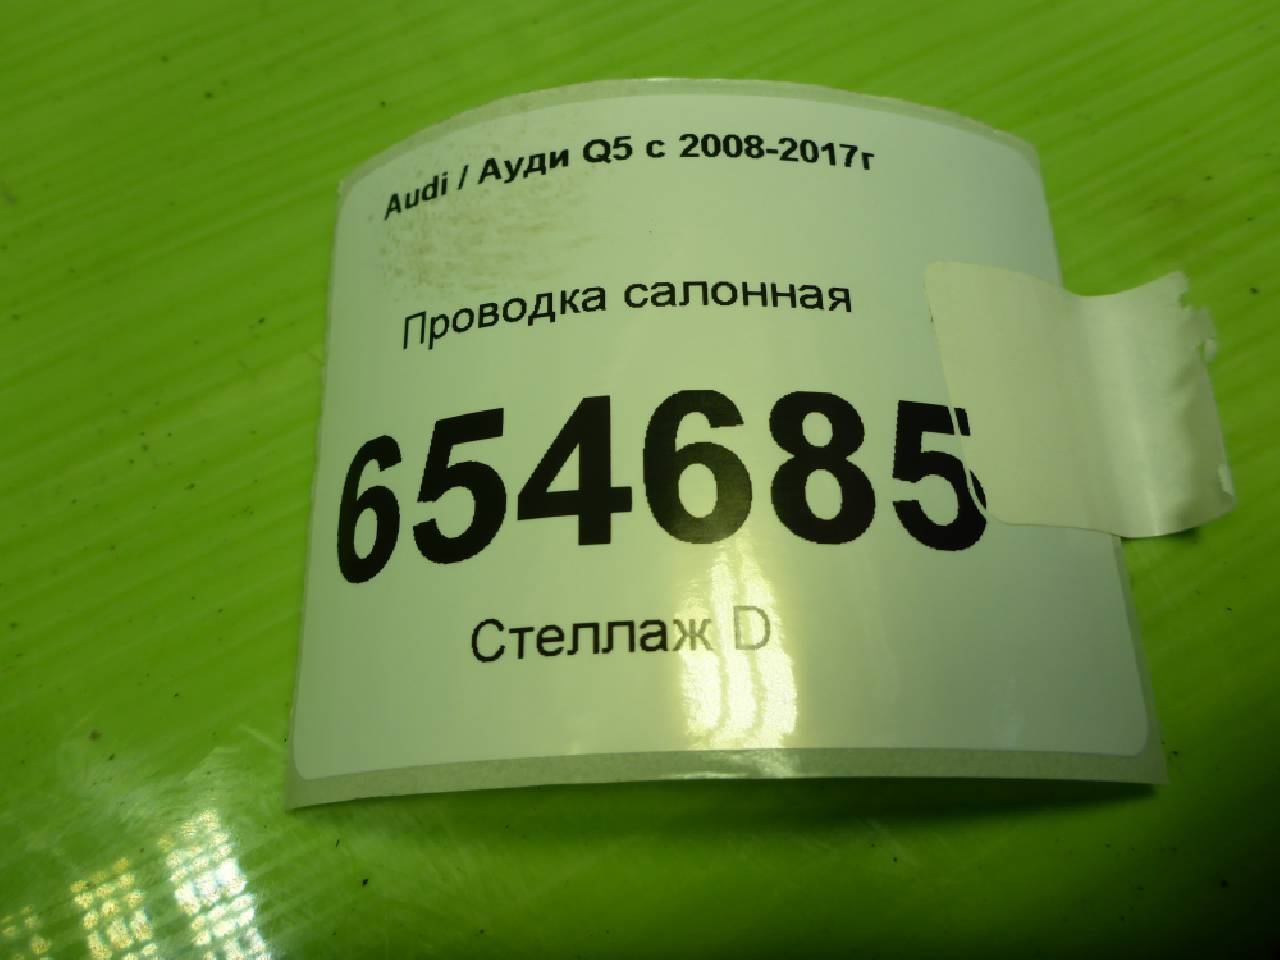 Audi / Ауди Q5 с 2008-2017г
Проводка салонная
654685
Стеллаж D